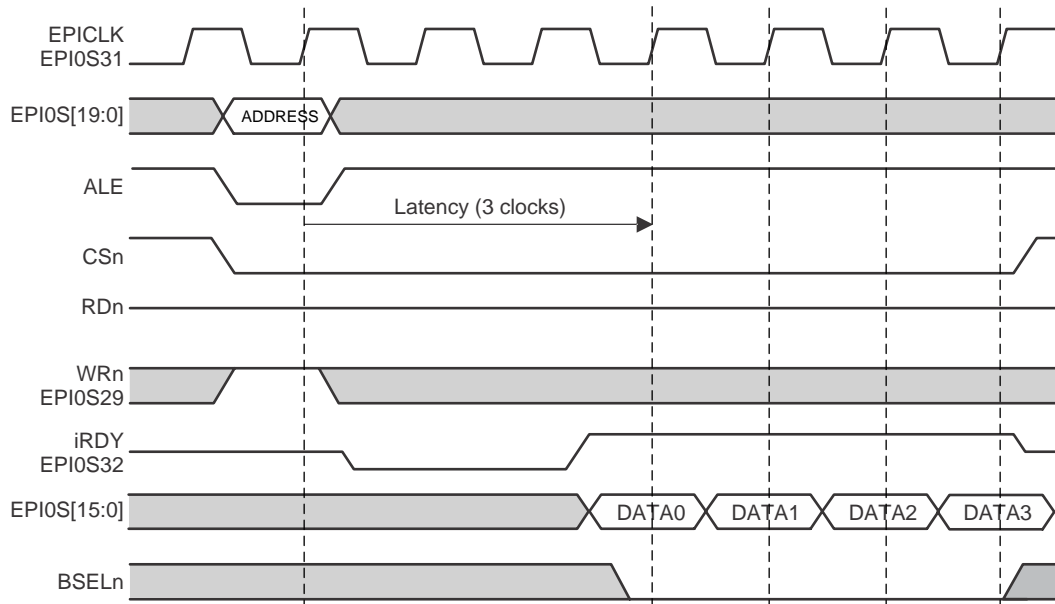 EPICLK
EPI0S31
EPI0S[19:0]
ADDRESS
ALE
Latency (3 clocks)
CSn
RDn
WRn
EPI0S29
iRDY
EPI0S32
EPI0S[15:0]
DATA0
DATA1
DATA2
DATA3
BSELn